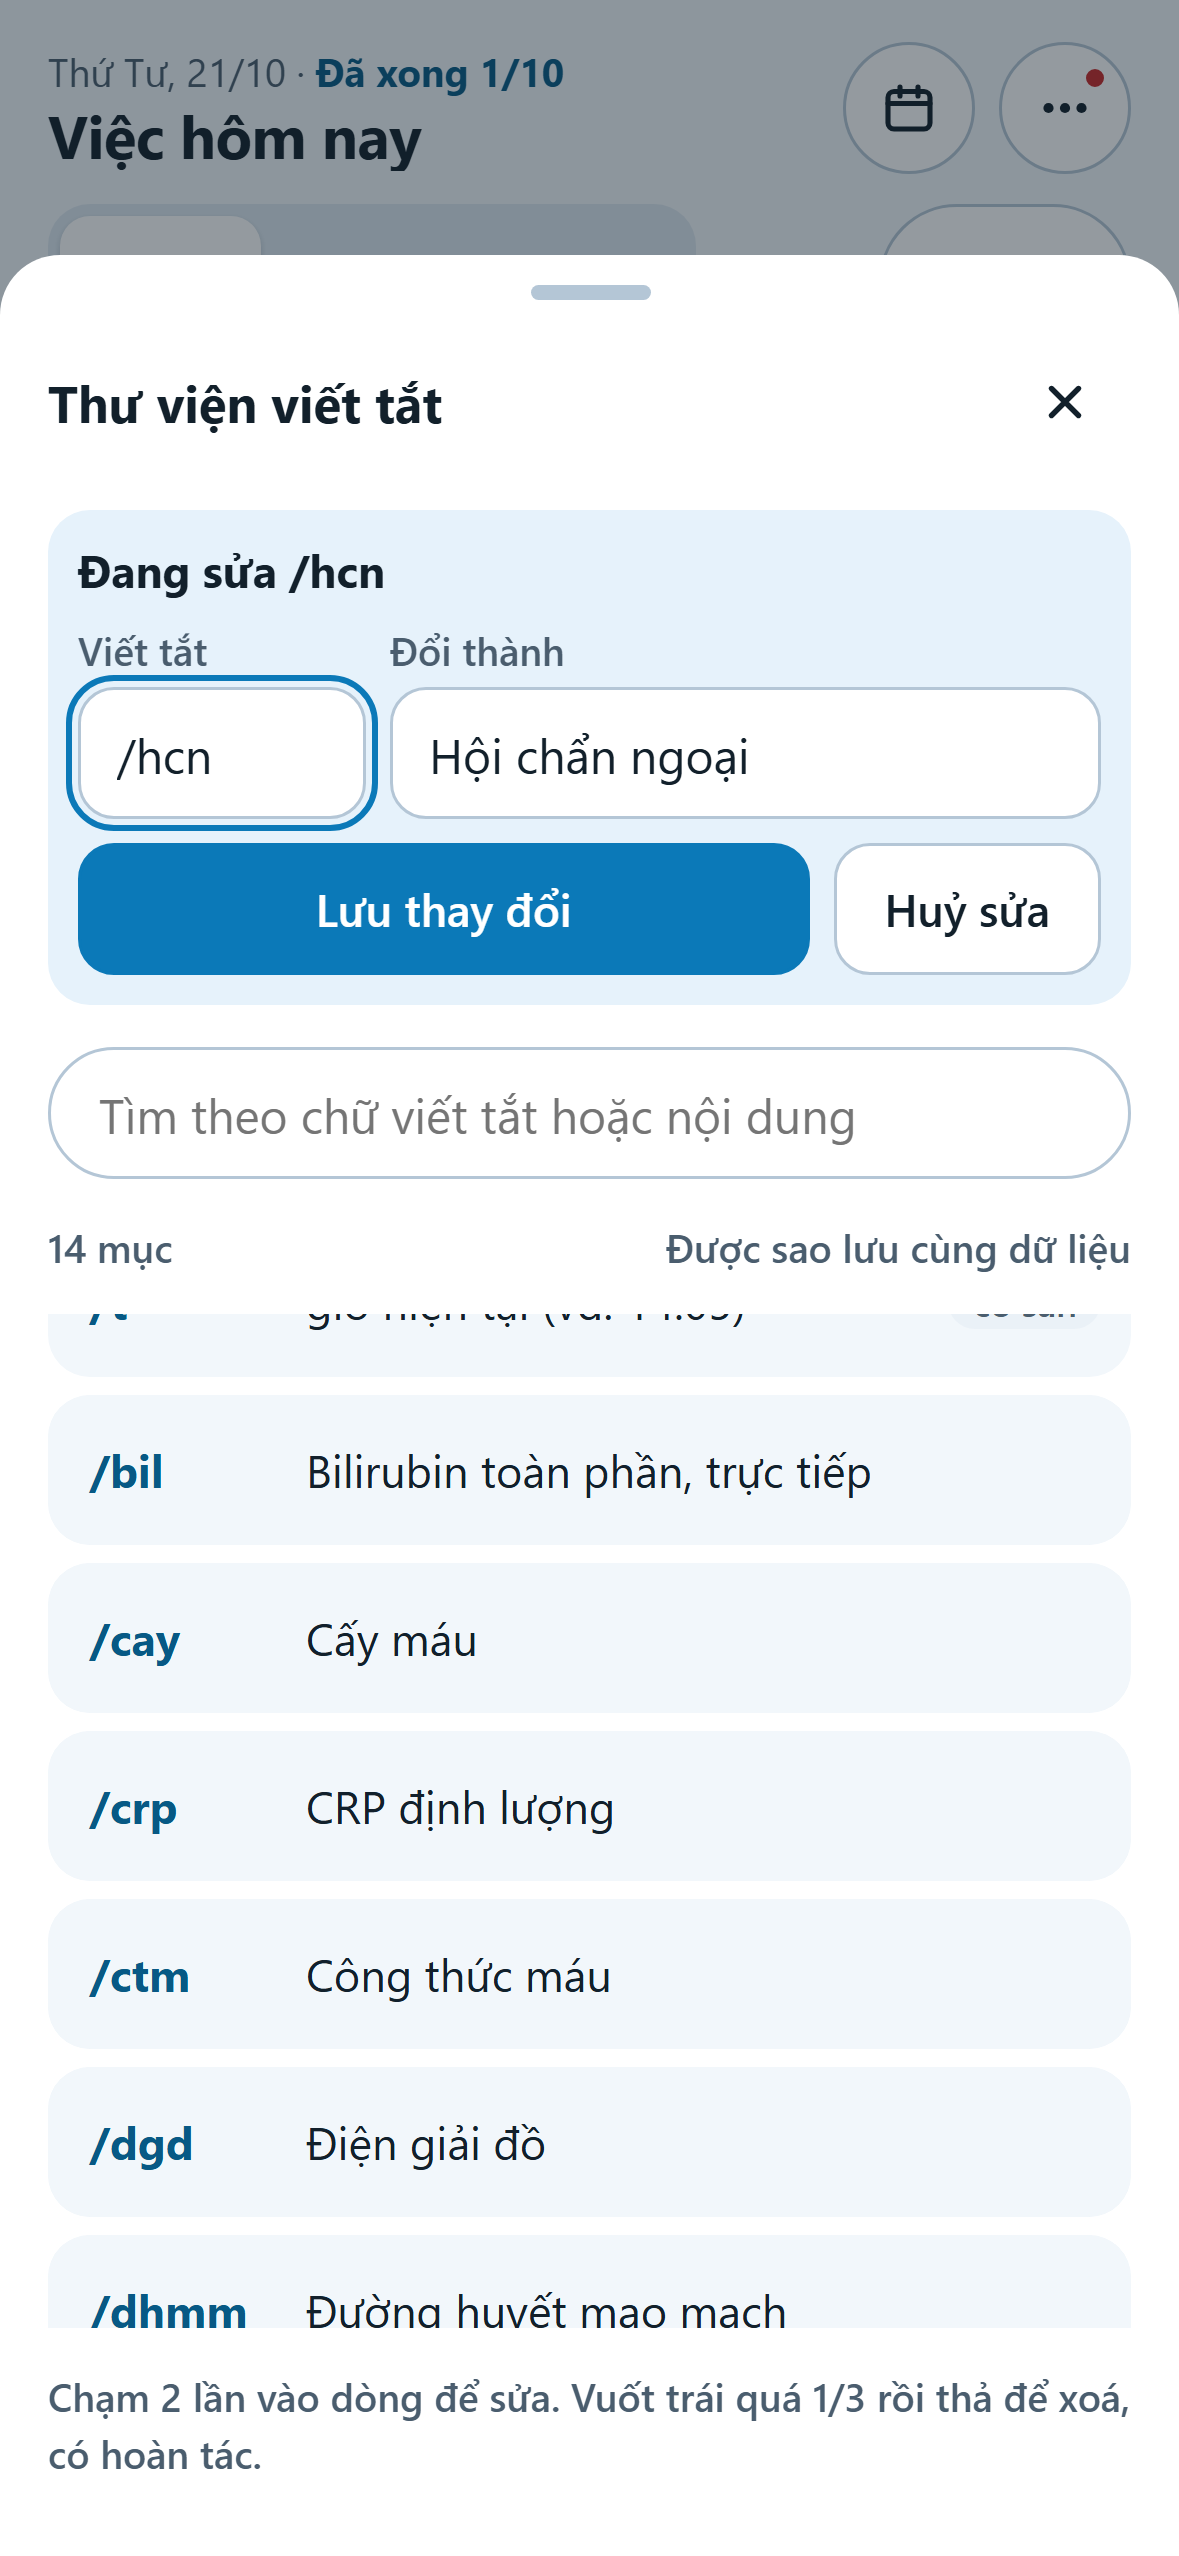 Thứ Tư, 21/10 · Đã xong 1/10
Việc hôm nay
Thư viện viết tắt
Đang sửa /hcn
Viết tắt
Đổi thành
/hcn
Hội chẩn ngoại
Lưu thay đổi
Huỷ sửa
Tìm theo chữ viết tắt hoặc nội dung
14 mục
Được sao lưu cùng dữ liệu
/bil Bilirubin toàn phần, trực tiếp
/cay Cấy máu
/crp CRP định lượng
/ctm Công thức máu
/dgd Điện giải đồ
/dhmm Đường huyết mao mạch
Chạm 2 lần vào dòng để sửa. Vuốt trái quá 1/3 rồi thả để xoá,
có hoàn tác.